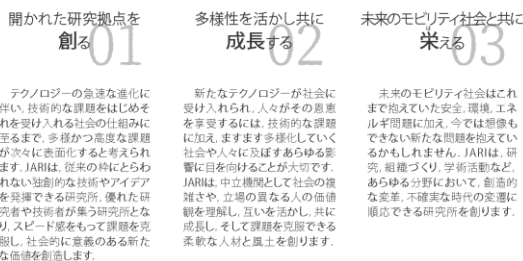 開かれた研究拠点を
創る
01
テクノロジーの急速な進化に
伴い、技術的な課題をはじめそ
れを受け入れる社会の仕組みに
至るまで、多様かつ高度な課題
が次々に表面化すると考えられ
ます。JARIは、従来の枠にとらわ
れない独創的な技術やアイデア
を発揮できる研究所、優れた研
究者や技術者が集う研究所とな
り、スピード感をもって課題を克
服し、社会的に意義のある新た
な価値を創造します。
多様性を活かし共に
成長する
02
新たなテクノロジーが社会に
受け入れられ、人々がその恩恵
を享受するには、技術的な課題
に加え、ますます多様化していく
社会や人々に及ぼすあらゆる影
響に目を向けることが大切です。
JARIは、中立機関として社会の複
雑さや、立場の異なる人の価値
観を理解し、互いを活かし、共に
成長し、そして課題を克服できる
柔軟な人材と風土を創ります。
未来のモビリティ社会と共に
栄える
03
未来のモビリティ社会はこれ
まで抱えていた安全、環境、エネ
ルギ問題に加え、今では想像も
できない新たな問題を抱えてい
るかもしれません。JARIは、研
究、組織づくり、学術活動など、
あらゆる分野において、創造的
な変革、不確実な時代の変遷に
順応できる研究所を創ります。